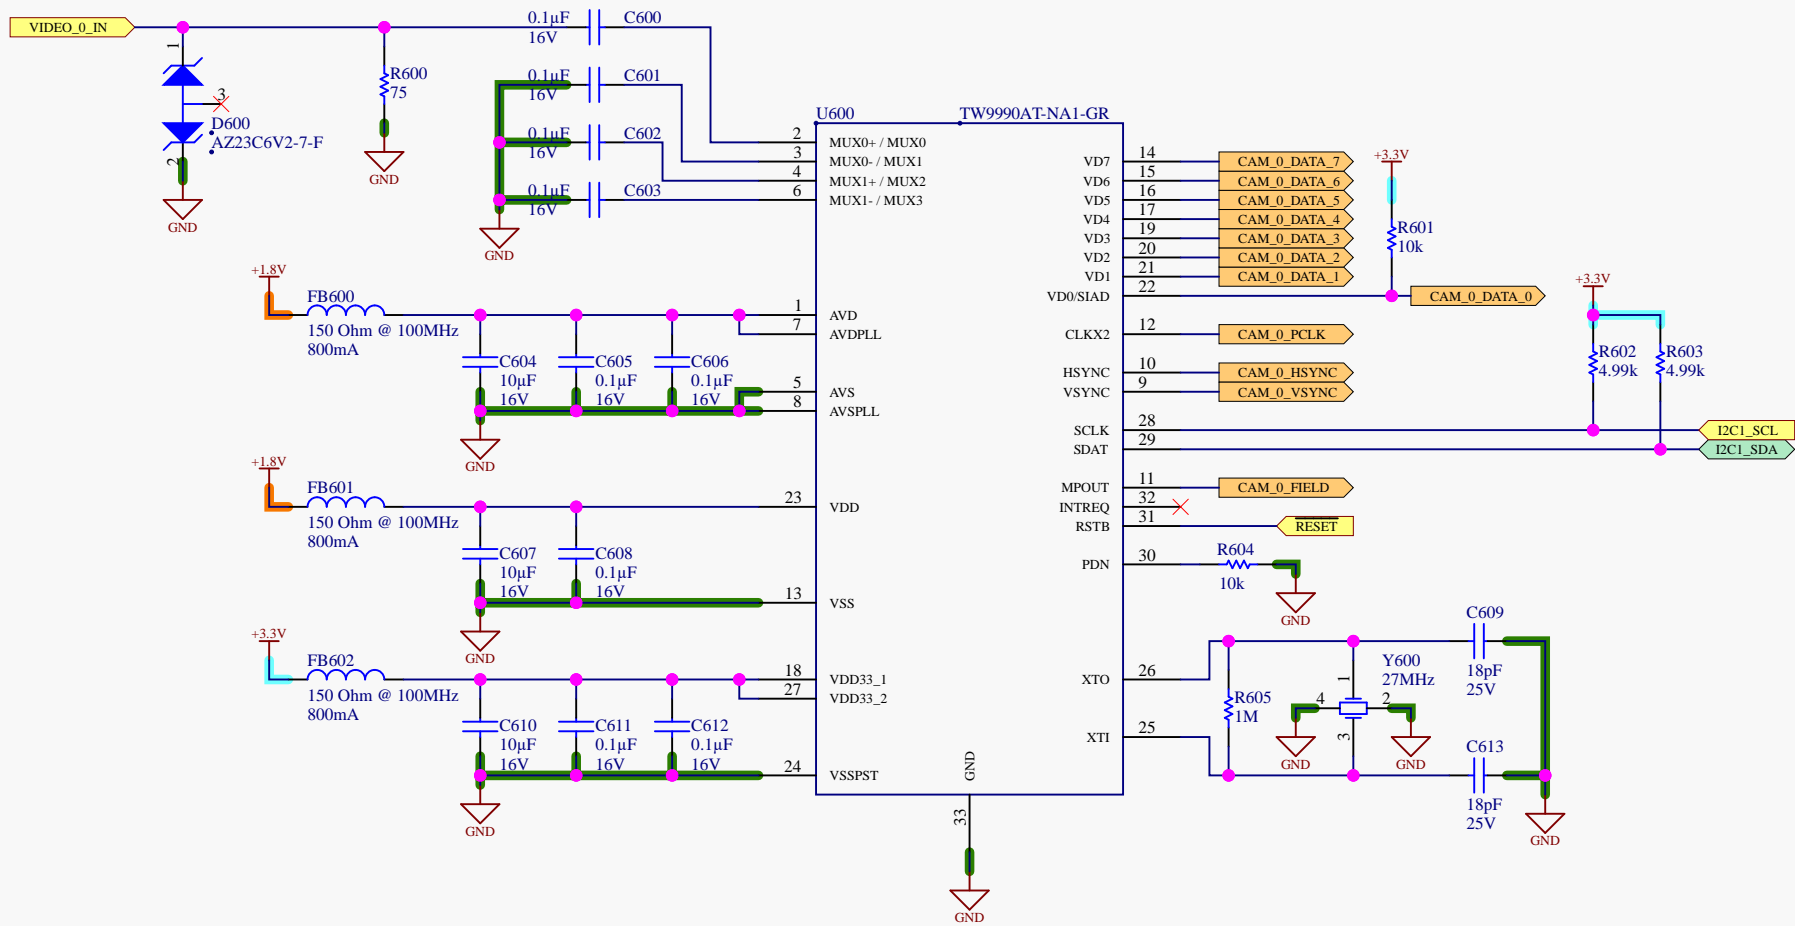 VIDEO_0_IN
1
3
D600
AZ23C6V2-7-F
2
GND
R600
75
GND
0.1µF
16V
C600
0.1µF
16V
C601
0.1µF
16V
C602
0.1µF
16V
C603
GND
U600
TW9990AT-NA1-GR
2
MUX0+ / MUX0
3
MUX0- / MUX1
4
MUX1+ / MUX2
6
MUX1- / MUX3
+1.8V
FB600
150 Ohm @ 100MHz
800mA
C604
10µF
16V
C605
0.1µF
16V
C606
0.1µF
16V
GND
1
AVD
7
AVDPLL
5
AVS
8
AVSPLL
+1.8V
FB601
150 Ohm @ 100MHz
800mA
C607
10µF
16V
C608
0.1µF
16V
GND
23
VDD
13
VSS
+3.3V
FB602
150 Ohm @ 100MHz
800mA
C610
10µF
16V
C611
0.1µF
16V
C612
0.1µF
16V
GND
18
VDD33_1
27
VDD33_2
24
VSSPST
GND
33
GND
VD7
14
CAM_0_DATA_7
VD6
15
CAM_0_DATA_6
VD5
16
CAM_0_DATA_5
VD4
17
CAM_0_DATA_4
VD3
19
CAM_0_DATA_3
VD2
20
CAM_0_DATA_2
VD1
21
CAM_0_DATA_1
VD0/SIAD
22
CAM_0_DATA_0
+3.3V
R601
10k
CLKX2
12
CAM_0_PCLK
HSYNC
10
CAM_0_HSYNC
VSYNC
9
CAM_0_VSYNC
+3.3V
R602
4.99k
R603
4.99k
SCLK
28
I2C1_SCL
SDAT
29
I2C1_SDA
MPOUT
11
CAM_0_FIELD
INTREQ
32
RSTB
31
RESET
PDN
30
R604
10k
GND
XTO
26
XTI
25
R605
1M
Y600
27MHz
1
4
2
3
GND
GND
C609
18pF
25V
C613
18pF
25V
GND